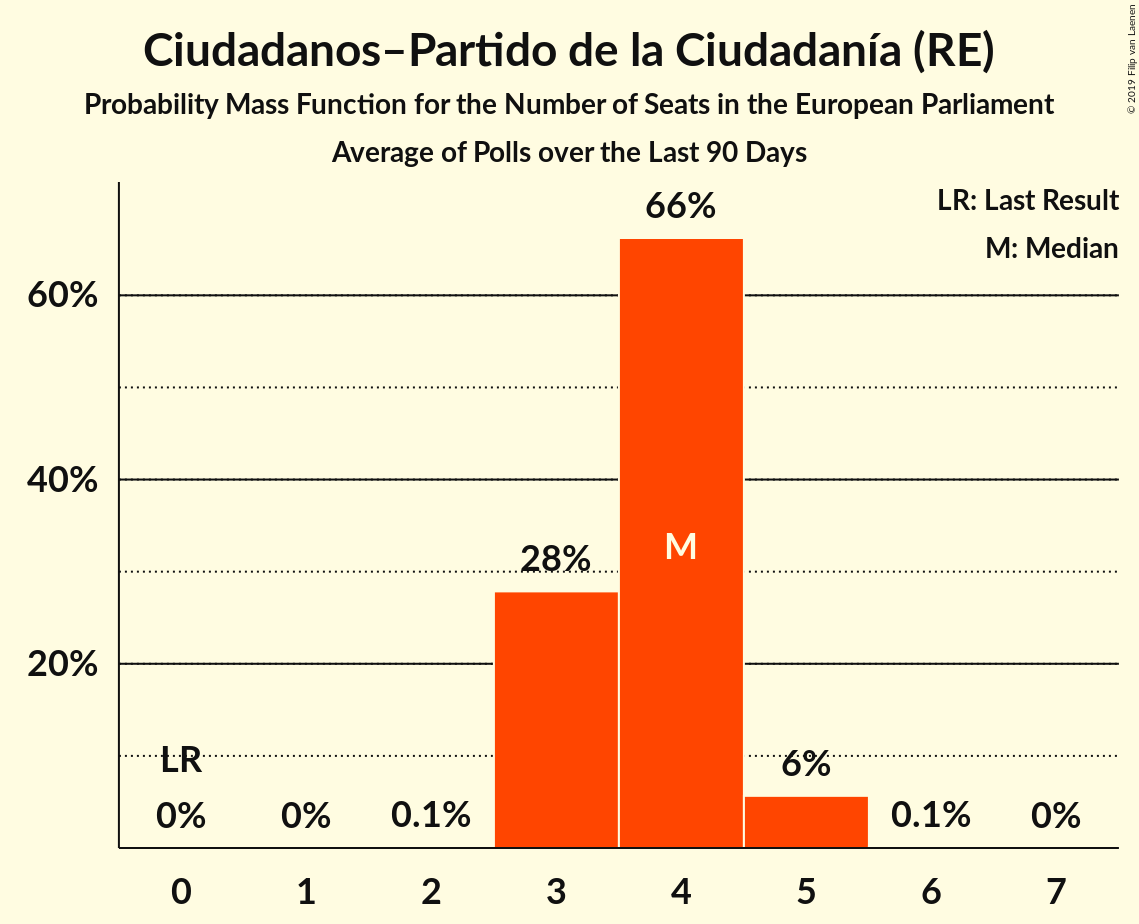 Ciudadanos–Partido de la Ciudadanía (RE)
Probability Mass Function for the Number of Seats in the European Parliament
Average of Polls over the Last 90 Days
© 2019 Filip van Laenen
LR: Last Result
M: Median
66%
60%
40%
28%
M
20%
LR
6%
0%
0%
0.1%
0.1%
0%
0 1 2 3 4 5 6 7